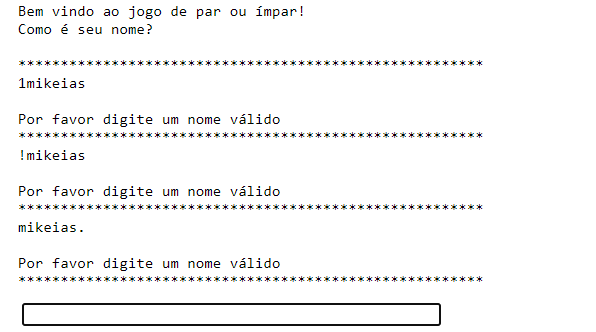 Bem vindo ao jogo de par ou ímpar!
Como é seu nome?
*******************************************************
1mikeias
Por favor digite um nome válido
*******************************************************
!mikeias
Por favor digite um nome válido
*******************************************************
mikeias.
Por favor digite um nome válido
*******************************************************